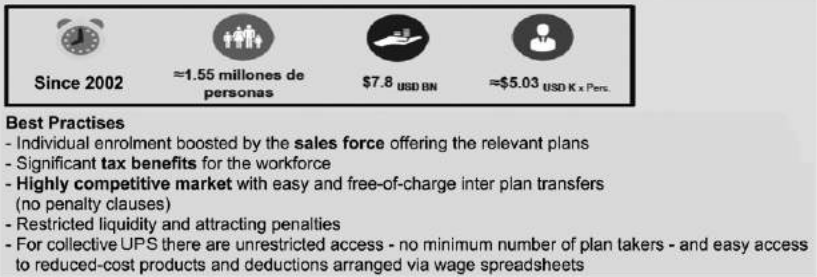 Since 2002
≈1.55 millones de
personas
$7.8 USD BN
≈$5.03 USD K x Pers.
Best Practises
- Individual enrolment boosted by the sales force offering the relevant plans
- Significant tax benefits for the workforce
- Highly competitive market with easy and free-of-charge inter plan transfers
(no penalty clauses)
- Restricted liquidity and attracting penalties
- For collective UPS there are unrestricted access - no minimum number of plan takers - and easy access
to reduced-cost products and deductions arranged via wage spreadsheets